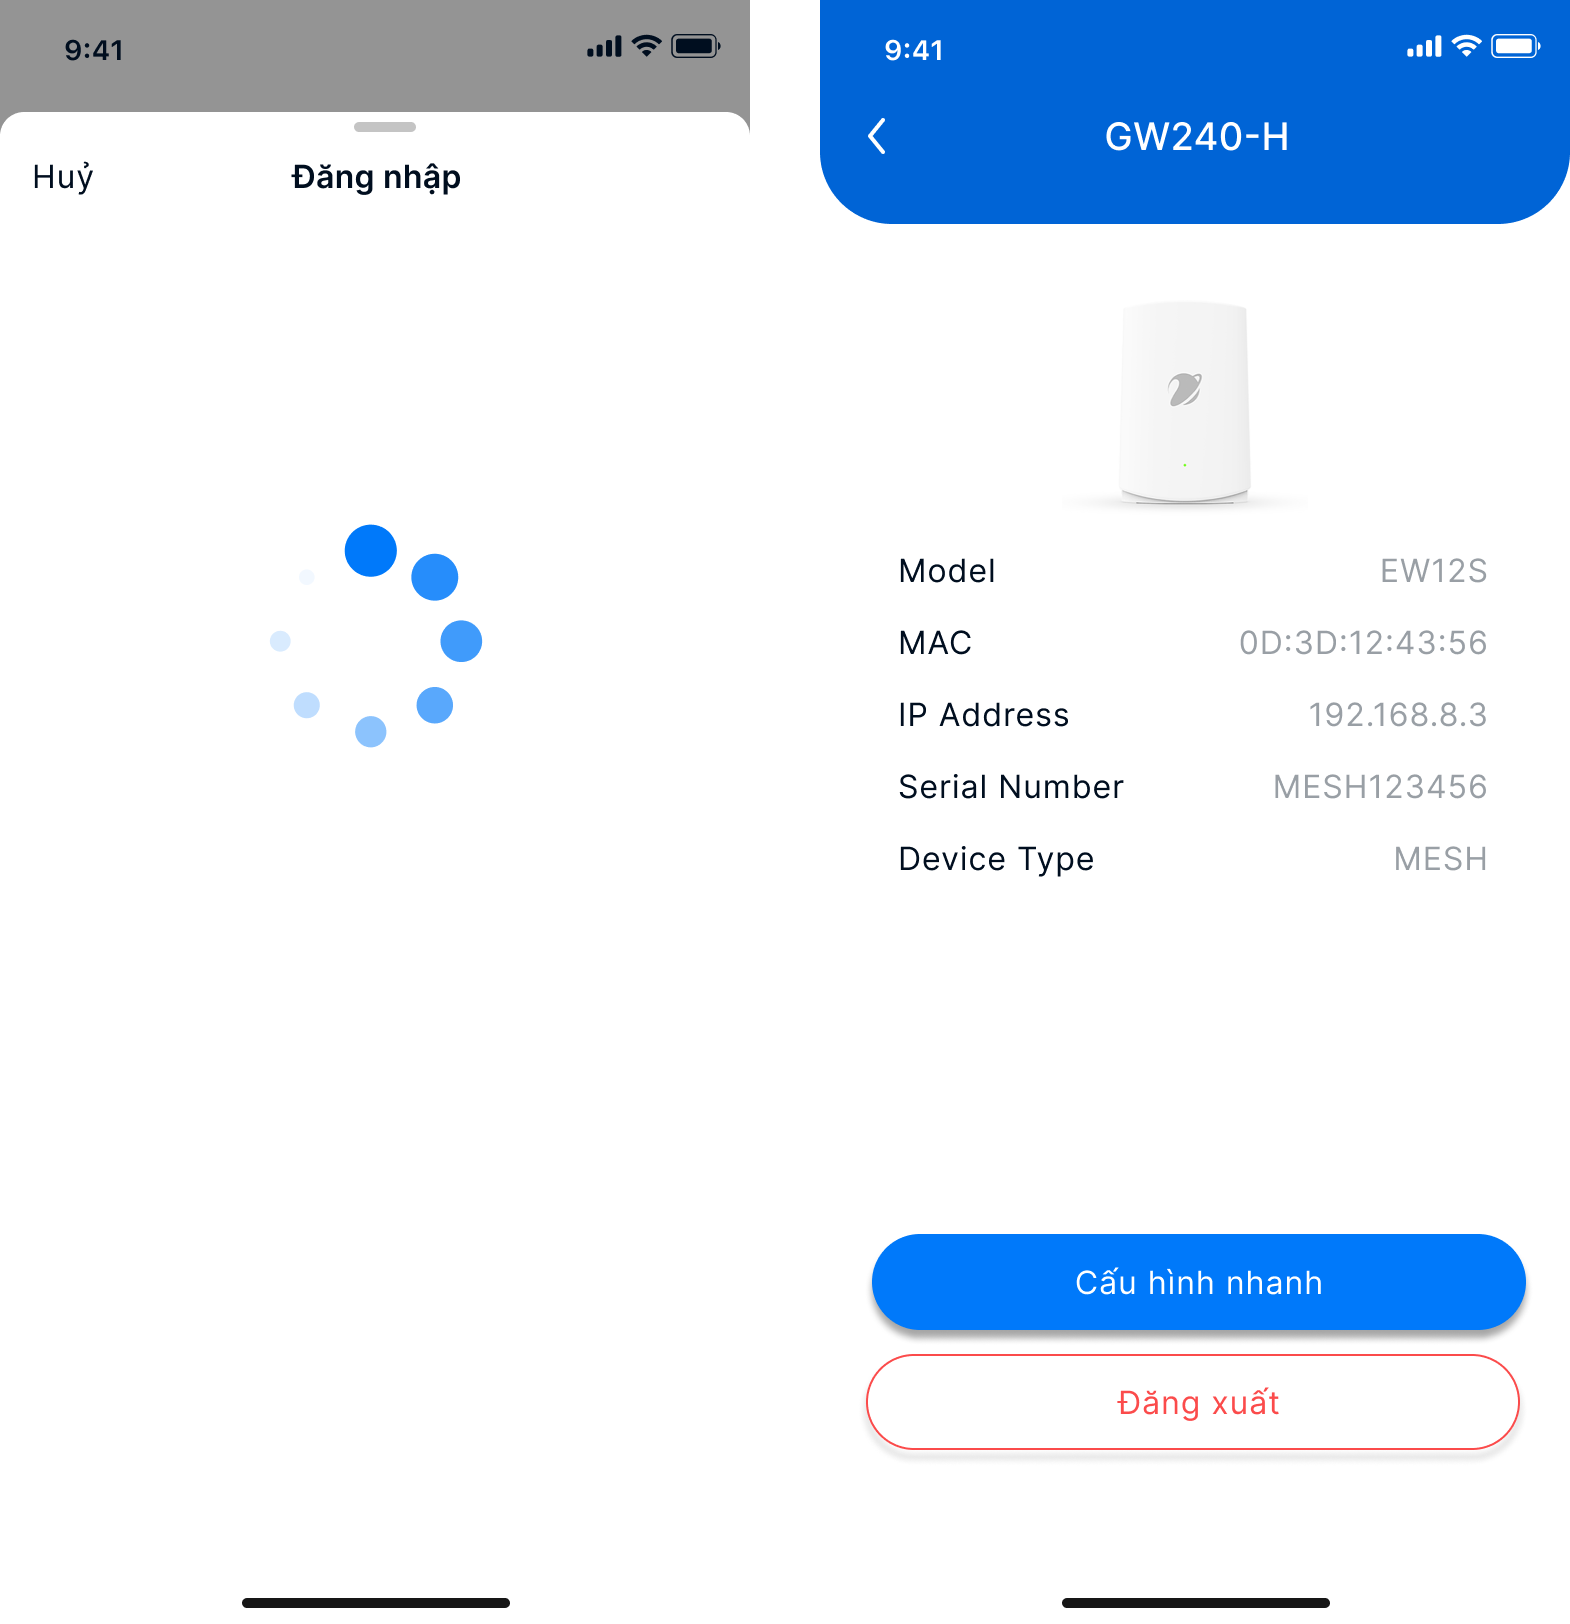 9:41
Huỷ
Đăng nhập
9:41
GW240-H
Model EW12S
MAC 0D:3D:12:43:56
IP Address 192.168.8.3
Serial Number MESH123456
Device Type MESH
Cấu hình nhanh
Đăng xuất